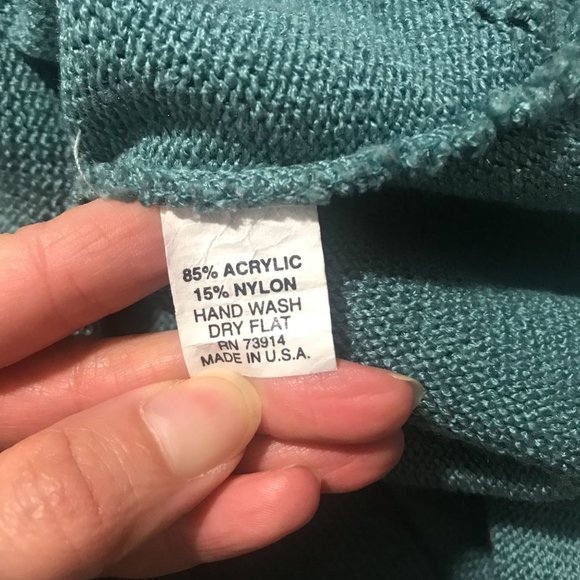 85% ACRYLIC
15% NYLON
HAND WASH
DRY FLAT
RN 73914
MADE IN U.S.A.